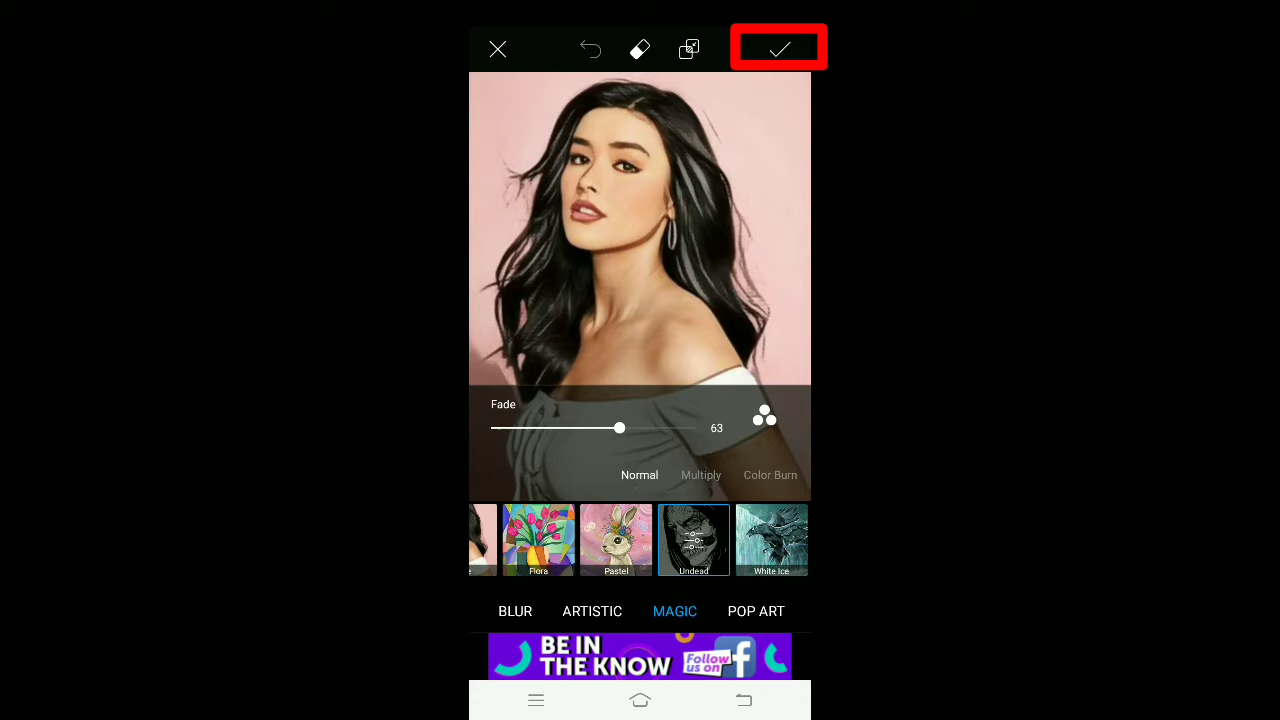 Fade
63
Normal Multiply Color Burn
e Flora Pastel Undead White Ice
BLUR ARTISTIC MAGIC POP ART
BE IN
THE KNOW
Follow
us on
f